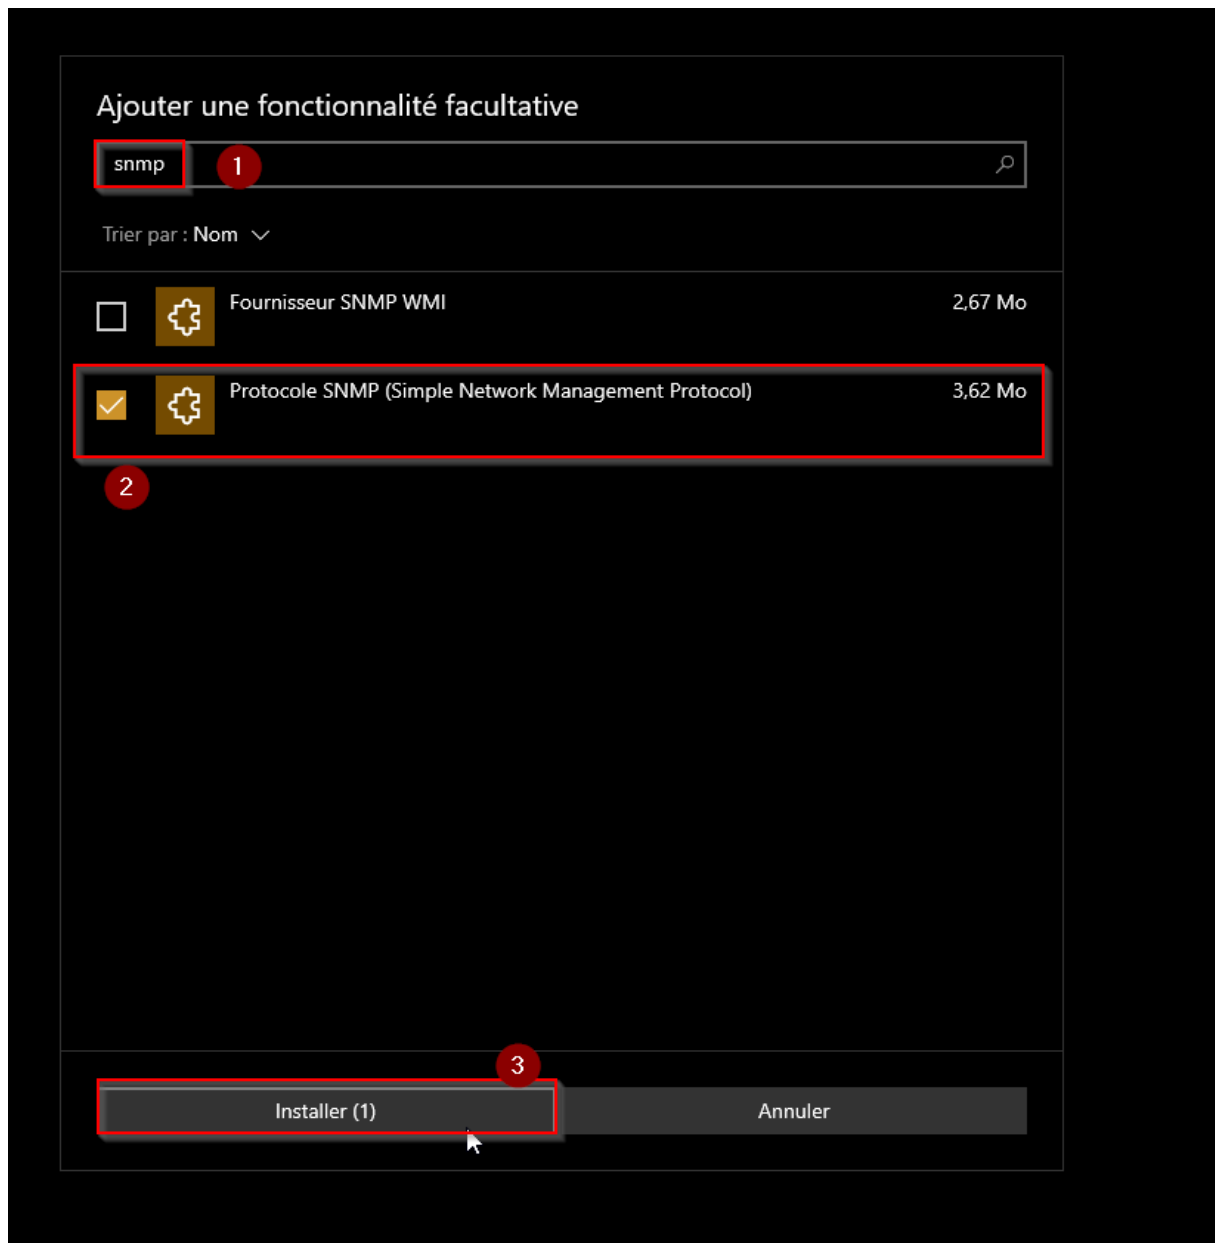 Ajouter une fonctionnalité facultative
snmp 1
Trier par : Nom
Fournisseur SNMP WMI 2,67 Mo
Protocole SNMP (Simple Network Management Protocol) 3,62 Mo
2
3
Installer (1) Annuler